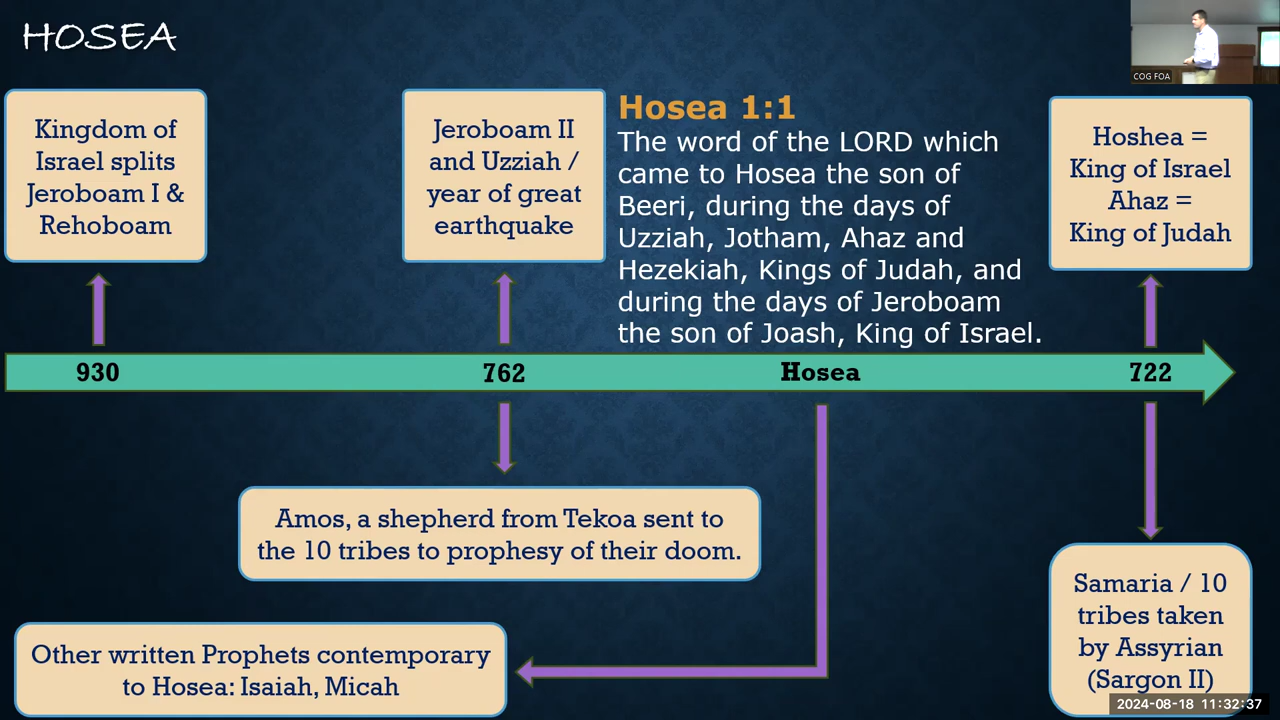 HOSEA
COG FOA
Kingdom of
Israel splits
Jeroboam I &
Rehoboam
Jeroboam II
and Uzziah /
year of great
earthquake
Hosea 1:1
The word of the LORD which
came to Hosea the son of
Beeri, during the days of
Uzziah, Jotham, Ahaz and
Hezekiah, Kings of Judah, and
during the days of Jeroboam
the son of Joash, King of Israel.
Hoshea =
King of Israel
Ahaz =
King of Judah
930 762 Hosea 722
Amos, a shepherd from Tekoa sent to
the 10 tribes to prophesy of their doom.
Other written Prophets contemporary
to Hosea: Isaiah, Micah
Samaria / 10
tribes taken
by Assyrian
(Sargon II)
2024-08-18 11:32:37